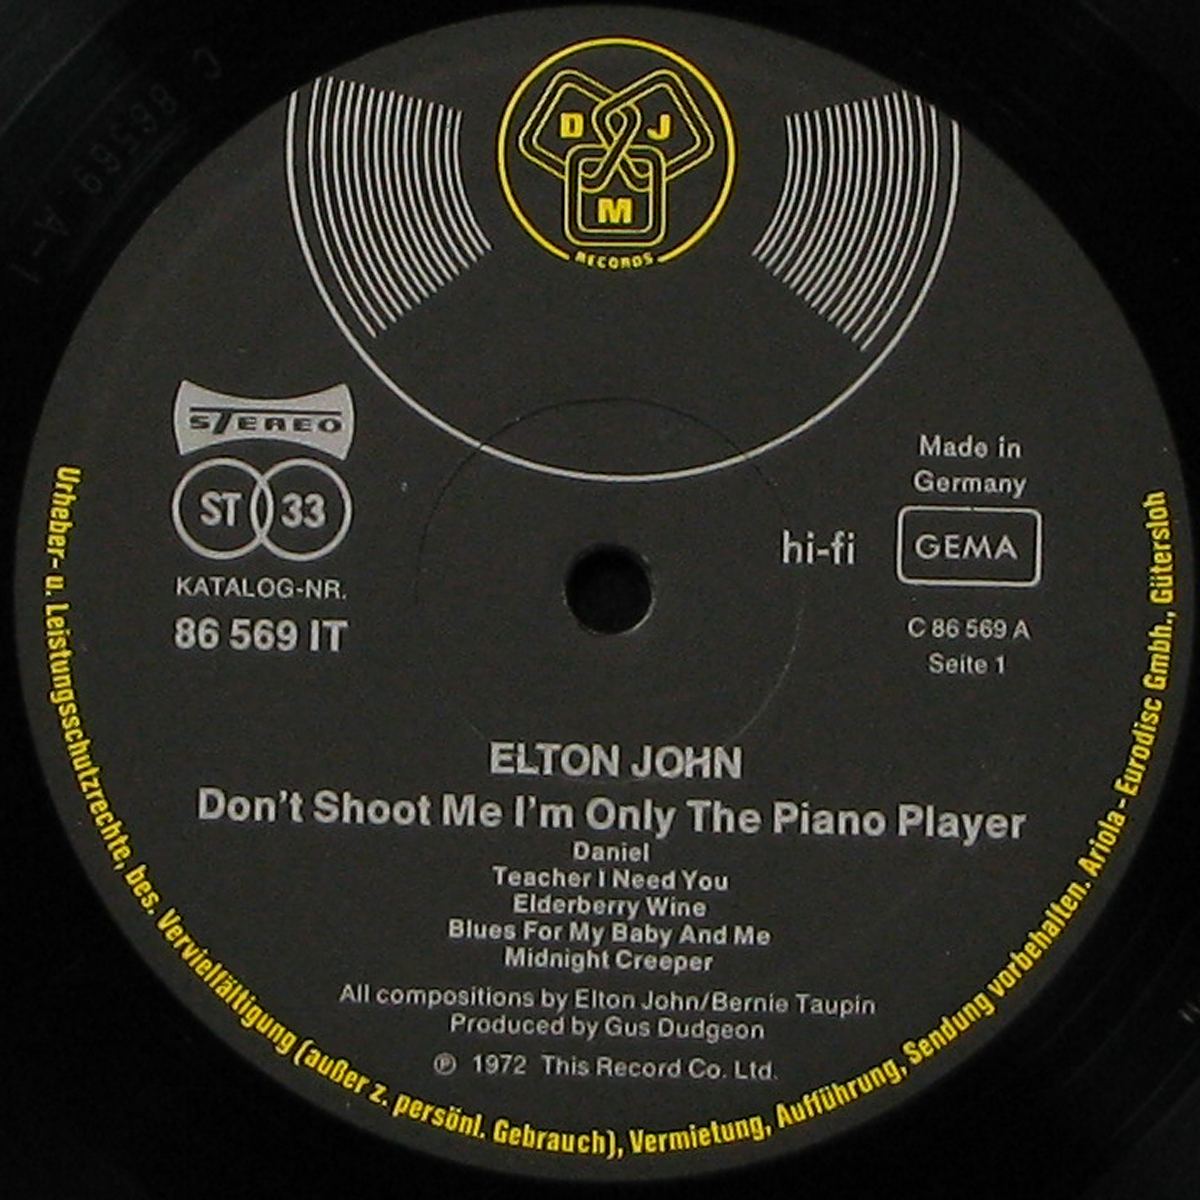 D J
M
RECORDS
STEREO
ST 33
KATALOG-NR.
86 569 IT
Made in
Germany
hi-fi
GEMA
C 86 569 A
Seite 1
ELTON JOHN
Don't Shoot Me I'm Only The Piano Player
Daniel
Teacher I Need You
Elderberry Wine
Blues For My Baby And Me
Midnight Creeper
All compositions by Elton John/Bernie Taupin
Produced by Gus Dudgeon
℗ 1972 This Record Co. Ltd.
Urheber- u. Leistungsschutzrechte, bes. Vervielfältigung (außer z. persönl. Gebrauch), Vermietung, Aufführung, Sendung vorbehalten. Ariola-Eurodisc Gmbh., Gütersloh
C 86569 A-1